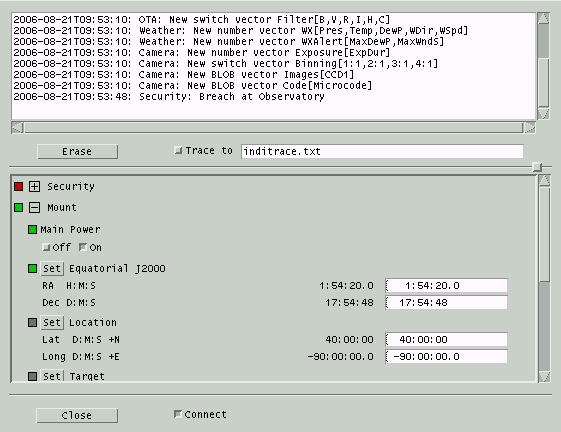 2006-08-21T09:53:10: OTA: New switch vector Filter[B,V,R,I,H,C]
2006-08-21T09:53:10: Weather: New number vector WX[Pres,Temp,DewP,WDir,WSpd]
2006-08-21T09:53:10: Weather: New number vector WXAlert[MaxDewP,MaxWndS]
2006-08-21T09:53:10: Camera: New number vector Exposure[ExpDur]
2006-08-21T09:53:10: Camera: New switch vector Binning[1:1,2:1,3:1,4:1]
2006-08-21T09:53:10: Camera: New BLOB vector Images[CCD1]
2006-08-21T09:53:10: Camera: New BLOB vector Code[Microcode]
2006-08-21T09:53:48: Security: Breach at Observatory
Erase Trace to inditrace.txt
Security
Mount
Main Power
Off On
Set Equatorial J2000
RA H:M:S 1:54:20.0 1:54:20.0
Dec D:M:S 17:54:48 17:54:48
Set Location
Lat D:M:S +N 40:00:00 40:00:00
Long D:M:S +E -90:00:00.0 -90:00:00.0
Set Target
Close Connect